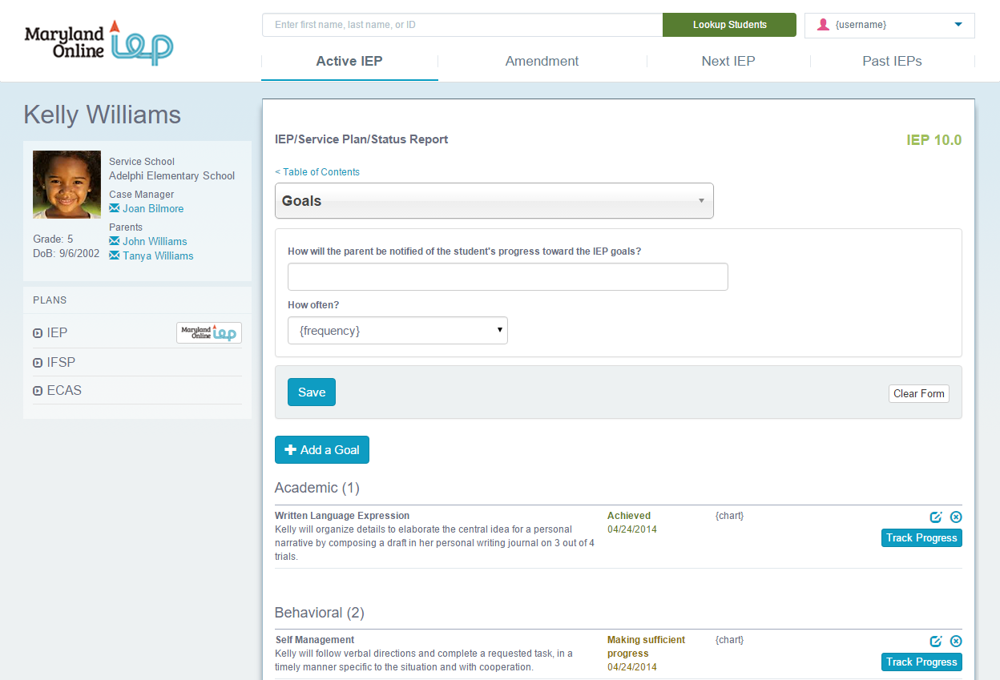 Maryland
Online iep
Enter first name, last name, or ID
Lookup Students
{username}
Active IEP
Amendment
Next IEP
Past IEPs
Kelly Williams
Service School
Adelphi Elementary School
Case Manager
Joan Bilmore
Parents
John Williams
Tanya Williams
Grade: 5
DoB: 9/6/2002
PLANS
IEP
Maryland
Online iep
IFSP
ECAS
IEP/Service Plan/Status Report
IEP 10.0
< Table of Contents
Goals
How will the parent be notified of the student's progress toward the IEP goals?
How often?
{frequency}
Save
Clear Form
Add a Goal
Academic (1)
Written Language Expression
Kelly will organize details to elaborate the central idea for a personal
narrative by composing a draft in her personal writing journal on 3 out of 4
trials.
Achieved
04/24/2014
{chart}
Track Progress
Behavioral (2)
Self Management
Kelly will follow verbal directions and complete a requested task, in a
timely manner specific to the situation and with cooperation.
Making sufficient
progress
04/24/2014
{chart}
Track Progress